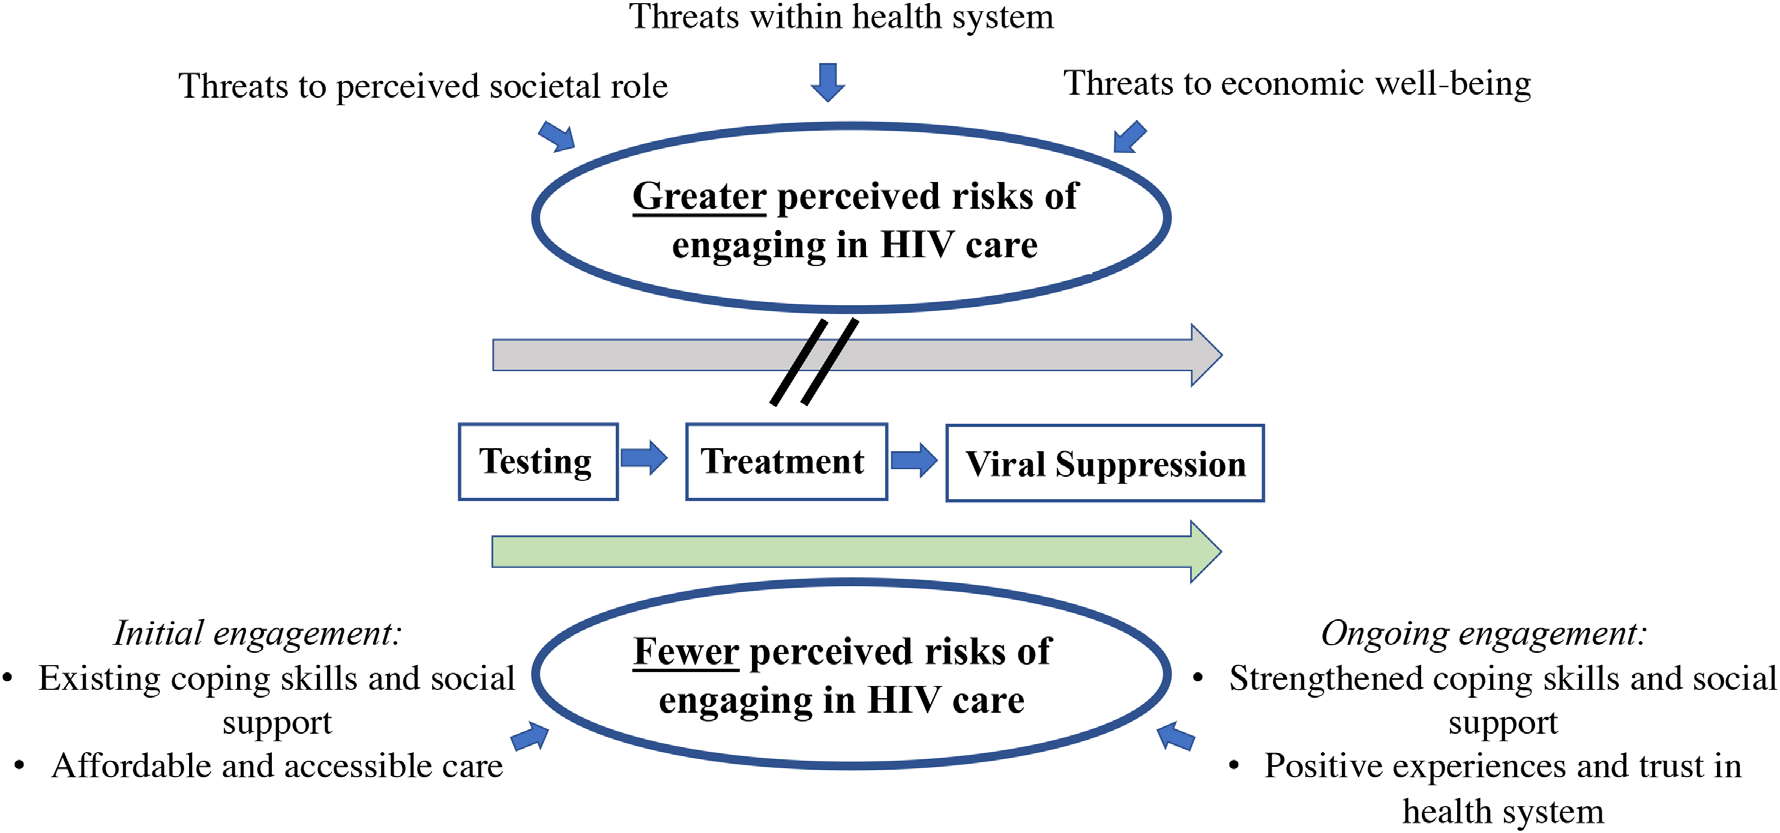 Threats within health system
Threats to perceived societal role
Threats to economic well-being
Greater perceived risks of
engaging in HIV care
Testing
Treatment
Viral Suppression
Fewer perceived risks of
engaging in HIV care
Initial engagement:
• Existing coping skills and social
support
• Affordable and accessible care
Ongoing engagement:
• Strengthened coping skills and social
support
• Positive experiences and trust in
health system